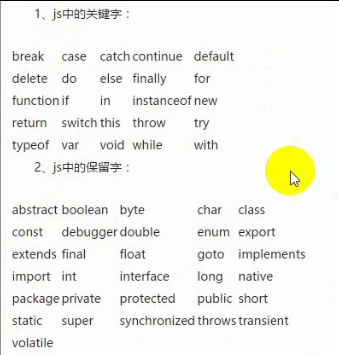 1、js中的关键字：
break case catch continue default
delete do else finally for
function if in instanceof new
return switch this throw try
typeof var void while with
2、js中的保留字：
abstract boolean byte char class
const debugger double enum export
extends final float goto implements
import int interface long native
package private protected public short
static super synchronized throws transient
volatile